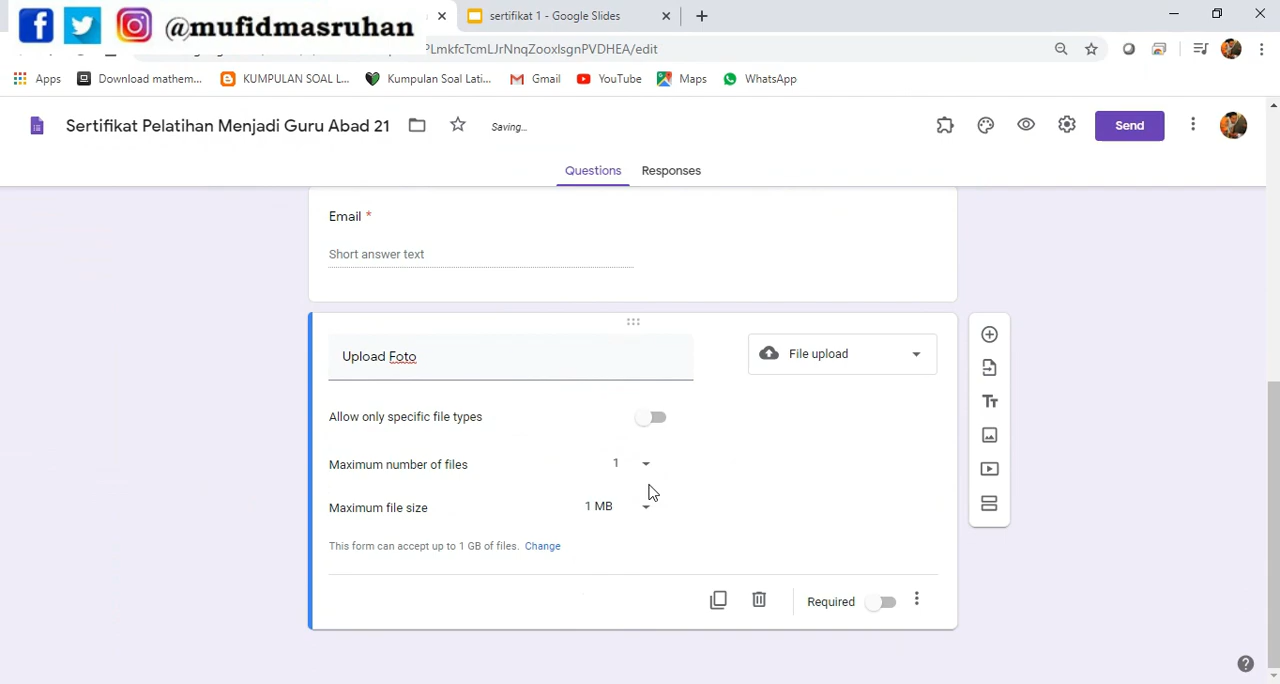 @mufidmasruhan
sertifikat 1 - Google Slides
PLmkfcTcmLJrNnqZooxlsgnPVDHEA/edit
Apps
Download mathem...
KUMPULAN SOAL L...
Kumpulan Soal Lati...
Gmail
YouTube
Maps
WhatsApp
Sertifikat Pelatihan Menjadi Guru Abad 21
Saving...
Send
Questions
Responses
Email *
Short answer text
Upload Foto
File upload
Allow only specific file types
Maximum number of files
1
Maximum file size
1 MB
This form can accept up to 1 GB of files. Change
Required